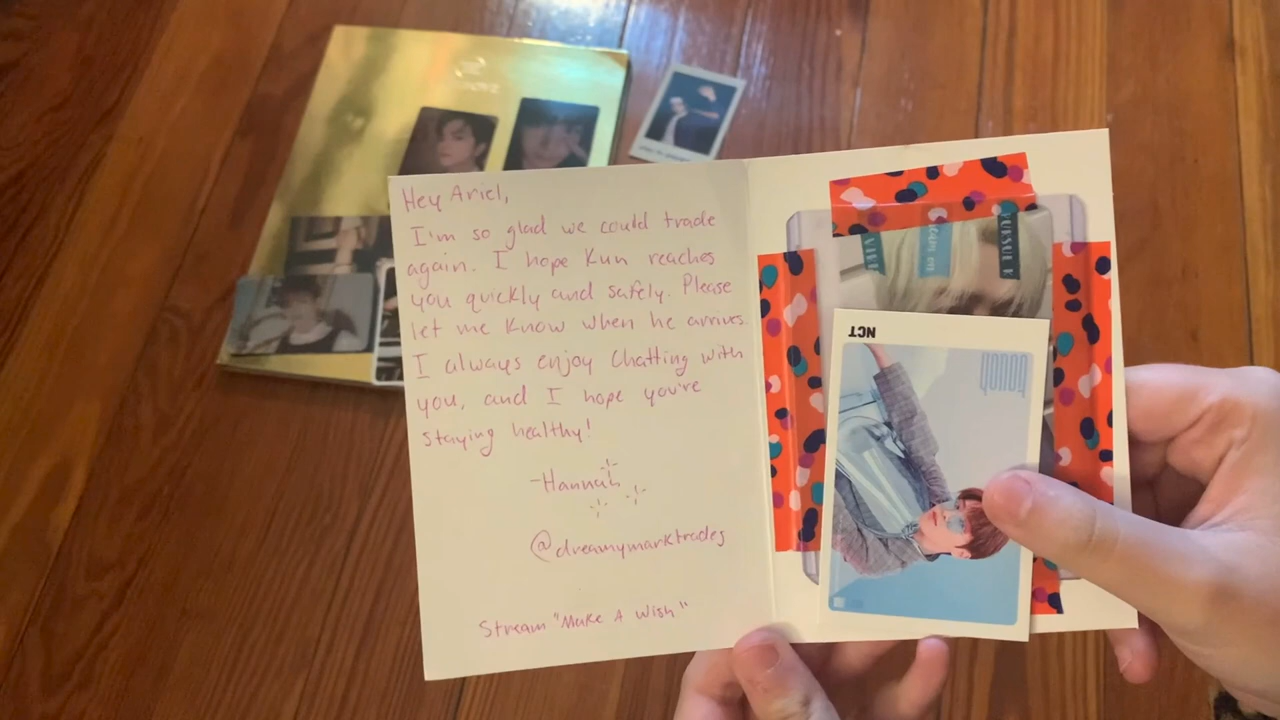 Hey Ariel,
I'm so glad we could trade
again. I hope Kun reaches
you quickly and safely. Please
let me know when he arrives.
I always enjoy chatting with
you, and I hope you're
staying healthy!
-Hannah
@dreamymarktrades
Stream "Make A Wish"
NCT